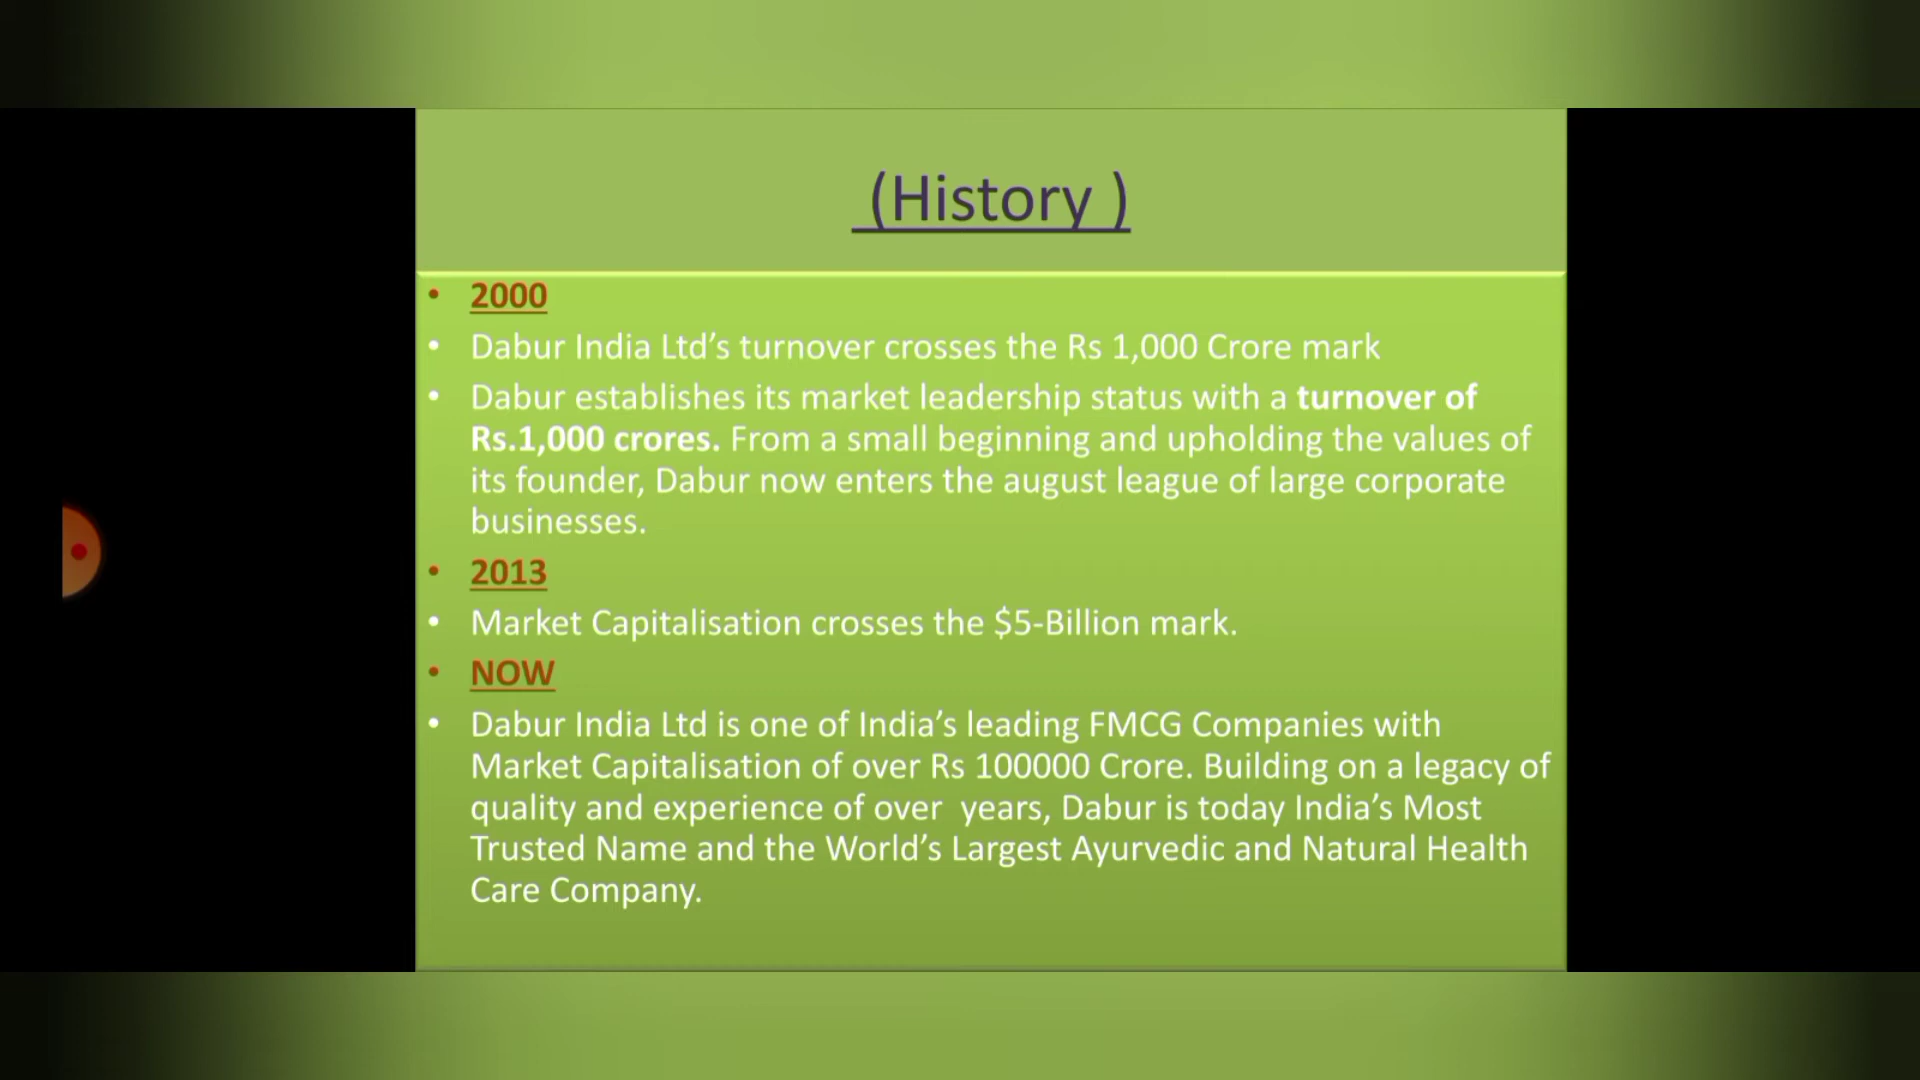 (History )
• 2000
• Dabur India Ltd’s turnover crosses the Rs 1,000 Crore mark
• Dabur establishes its market leadership status with a turnover of
Rs.1,000 crores. From a small beginning and upholding the values of
its founder, Dabur now enters the august league of large corporate
businesses.
• 2013
• Market Capitalisation crosses the $5-Billion mark.
• NOW
• Dabur India Ltd is one of India’s leading FMCG Companies with
Market Capitalisation of over Rs 100000 Crore. Building on a legacy of
quality and experience of over  years, Dabur is today India’s Most
Trusted Name and the World’s Largest Ayurvedic and Natural Health
Care Company.